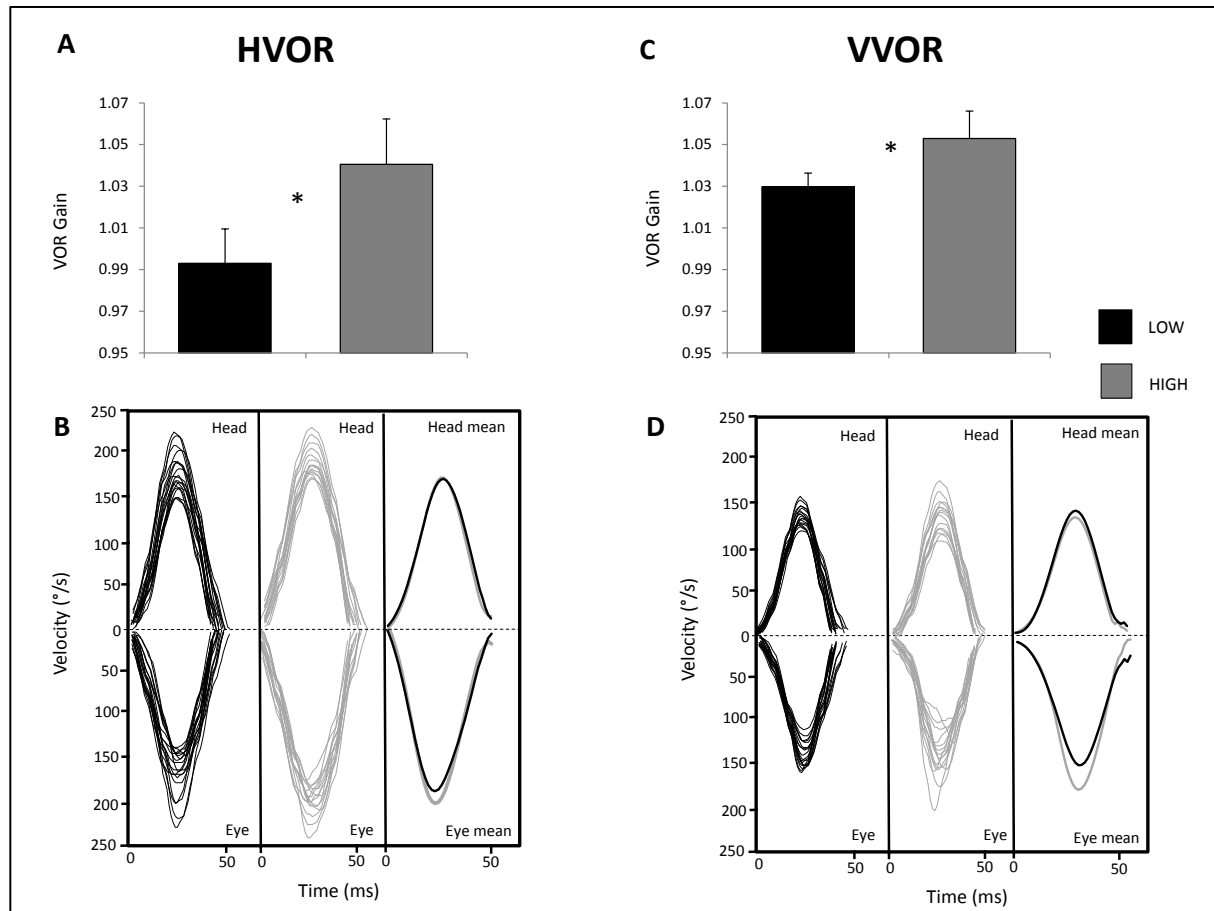 A
HVOR
VOR Gain
1.07
1.05
1.03
1.01
0.99
0.97
0.95
*
C
VVOR
VOR Gain
1.07
1.05
1.03
1.01
0.99
0.97
0.95
*
LOW
HIGH
B
Velocity (°/s)
250
200
150
100
50
0
50
100
150
200
250
Head
Head
Head mean
Eye
Eye
Eye mean
0 50 0 50 0 50
Time (ms)
D
Velocity (°/s)
250
200
150
100
50
0
50
100
150
200
250
Head
Head
Head mean
Eye
Eye
Eye mean
0 50 0 50 0 50
Time (ms)